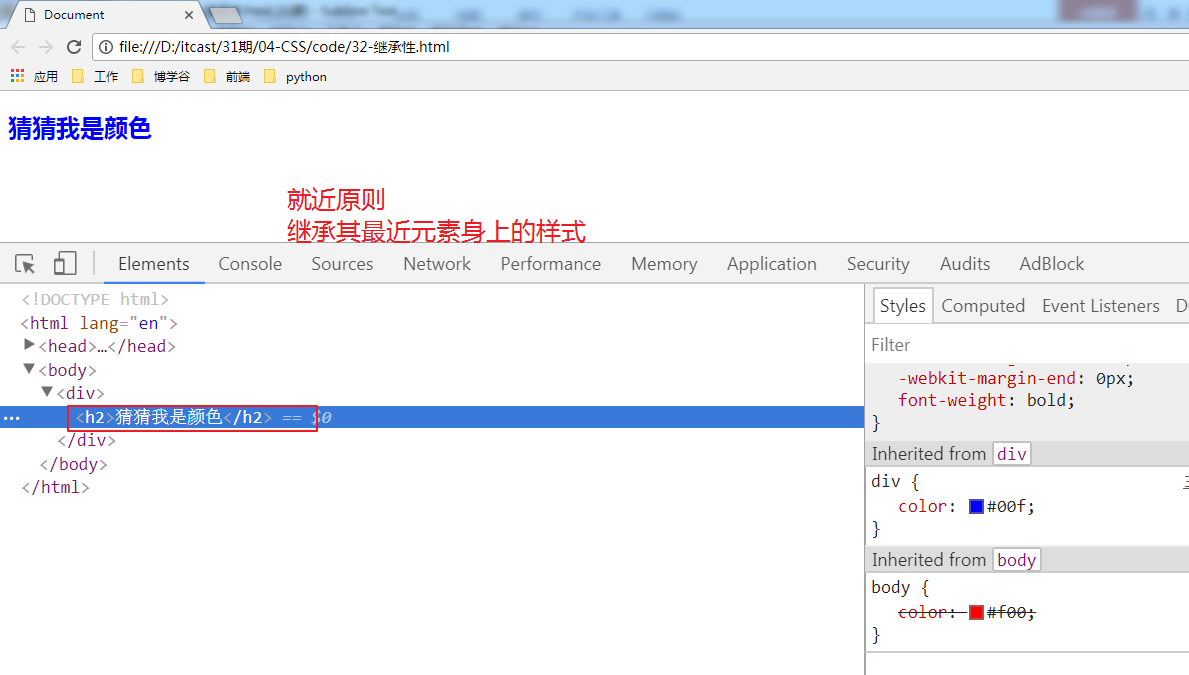 Document
file:///D:/itcast/31期/04-CSS/code/32-继承性.html
应用 工作 博学谷 前端 python
猜猜我是颜色
就近原则
继承其最近元素身上的样式
Elements Console Sources Network Performance Memory Application Security Audits AdBlock
<!DOCTYPE html>
<html lang="en">
<head>…</head>
<body>
<div>
<h2>猜猜我是颜色</h2> == $0
</div>
</body>
</html>
Styles Computed Event Listeners D
Filter
-webkit-margin-end: 0px;
font-weight: bold;
}
Inherited from div
div {
color: #00f;
}
Inherited from body
body {
color: #f00;
}